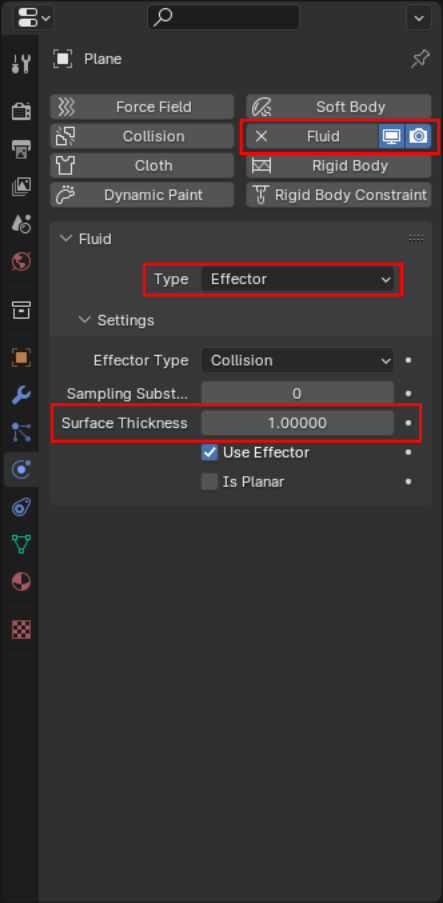 Plane
Force Field
Soft Body
Collision
Fluid
Cloth
Rigid Body
Dynamic Paint
Rigid Body Constraint
Fluid
Type Effector
Settings
Effector Type Collision
Sampling Subst... 0
Surface Thickness 1.00000
Use Effector
Is Planar